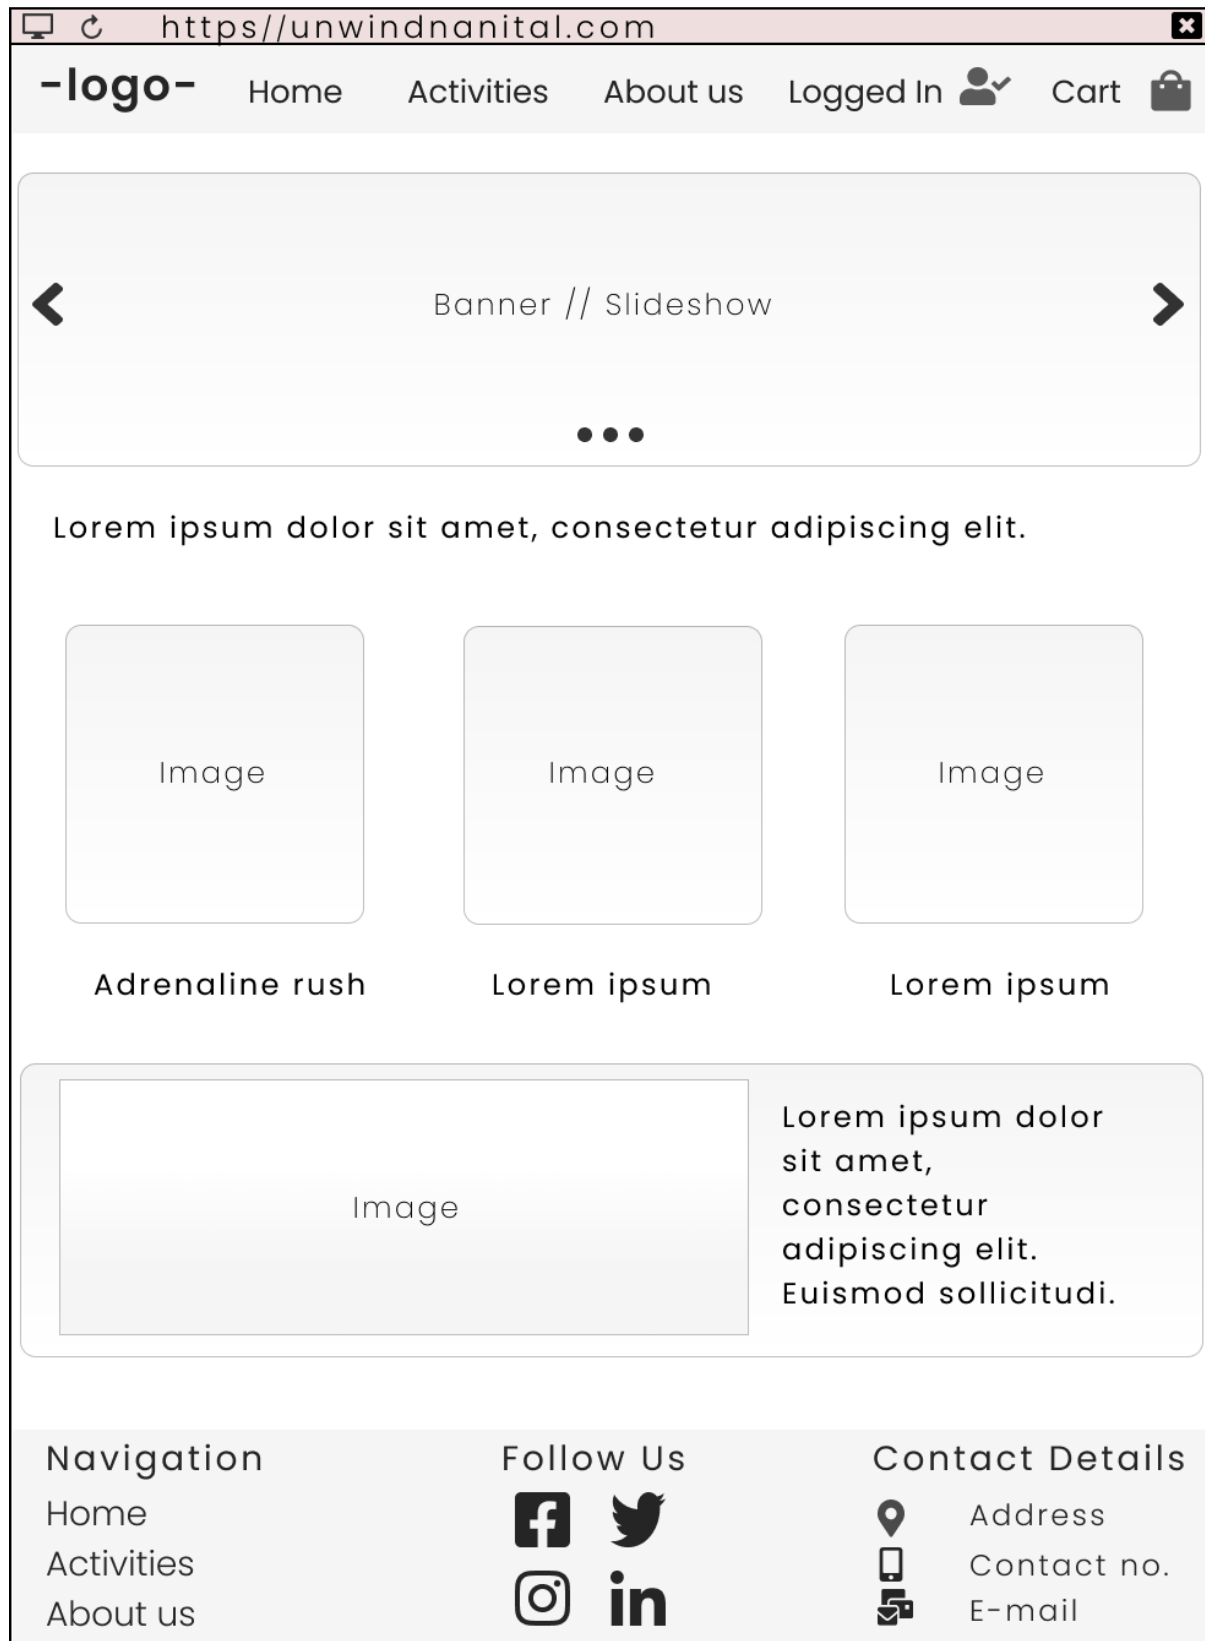 https//unwindnanital.com
-logo- Home Activities About us Logged In Cart
Banner // Slideshow
Lorem ipsum dolor sit amet, consectetur adipiscing elit.
Image Image Image
Adrenaline rush Lorem ipsum Lorem ipsum
Image
Lorem ipsum dolor
sit amet,
consectetur
adipiscing elit.
Euismod sollicitudi.
Navigation
Home
Activities
About us
Follow Us
Contact Details
Address
Contact no.
E-mail